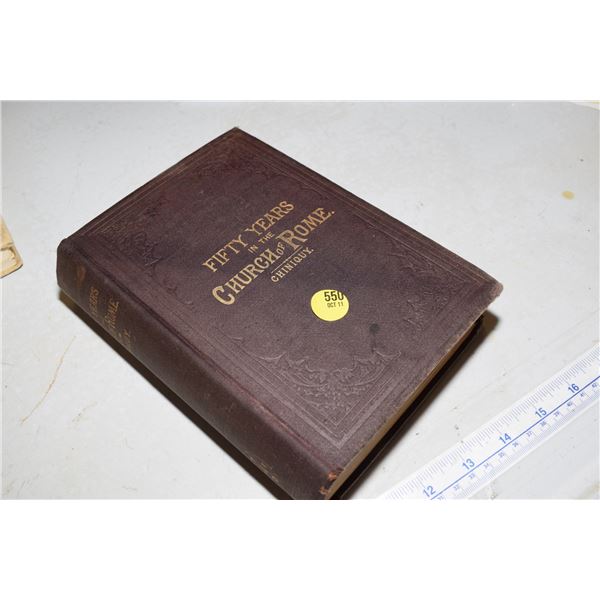 FIFTY YEARS
IN THE
CHURCH OF ROME.
CHINIQUY.
550
OCT 11
YEARS
ROME.
12 13 14 15 16